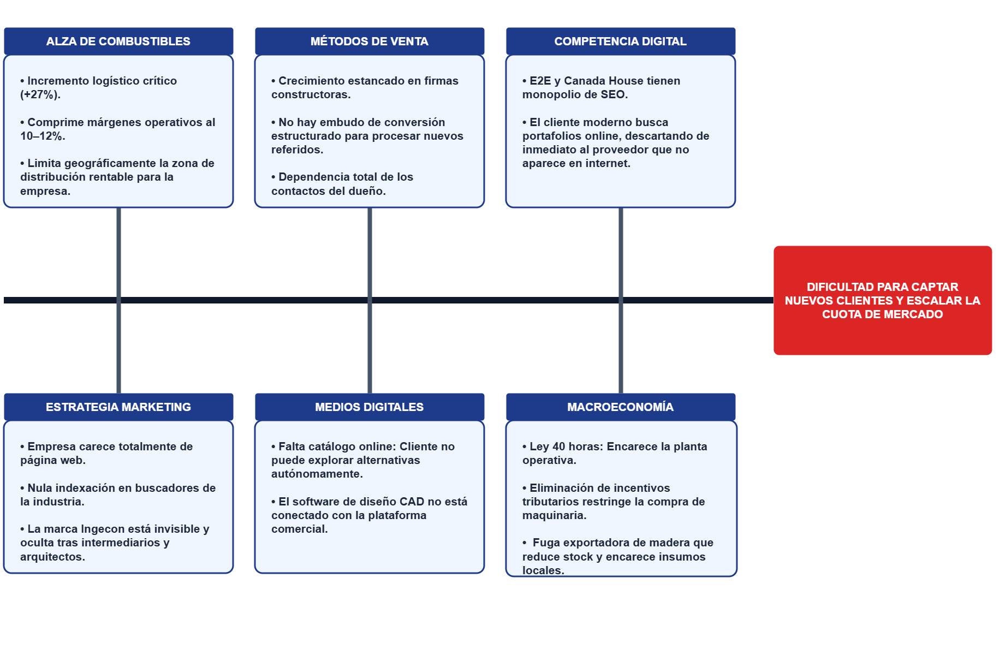 ALZA DE COMBUSTIBLES
• Incremento logístico crítico
(+27%).
• Comprime márgenes operativos al
10–12%.
• Limita geográficamente la zona de
distribución rentable para la
empresa.
MÉTODOS DE VENTA
• Crecimiento estancado en firmas
constructoras.
• No hay embudo de conversión
estructurado para procesar nuevos
referidos.
• Dependencia total de los
contactos del dueño.
COMPETENCIA DIGITAL
• E2E y Canada House tienen
monopolio de SEO.
• El cliente moderno busca
portafolios online, descartando de
inmediato al proveedor que no
aparece en internet.
DIFICULTAD PARA CAPTAR
NUEVOS CLIENTES Y ESCALAR LA
CUOTA DE MERCADO
ESTRATEGIA MARKETING
• Empresa carece totalmente de
página web.
• Nula indexación en buscadores de
la industria.
• La marca Ingecon está invisible y
oculta tras intermediarios y
arquitectos.
MEDIOS DIGITALES
• Falta catálogo online: Cliente no
puede explorar alternativas
autónomamente.
• El software de diseño CAD no está
conectado con la plataforma
comercial.
MACROECONOMÍA
• Ley 40 horas: Encarece la planta
operativa.
• Eliminación de incentivos
tributarios restringe la compra de
maquinaria.
•  Fuga exportadora de madera que
reduce stock y encarece insumos
locales.